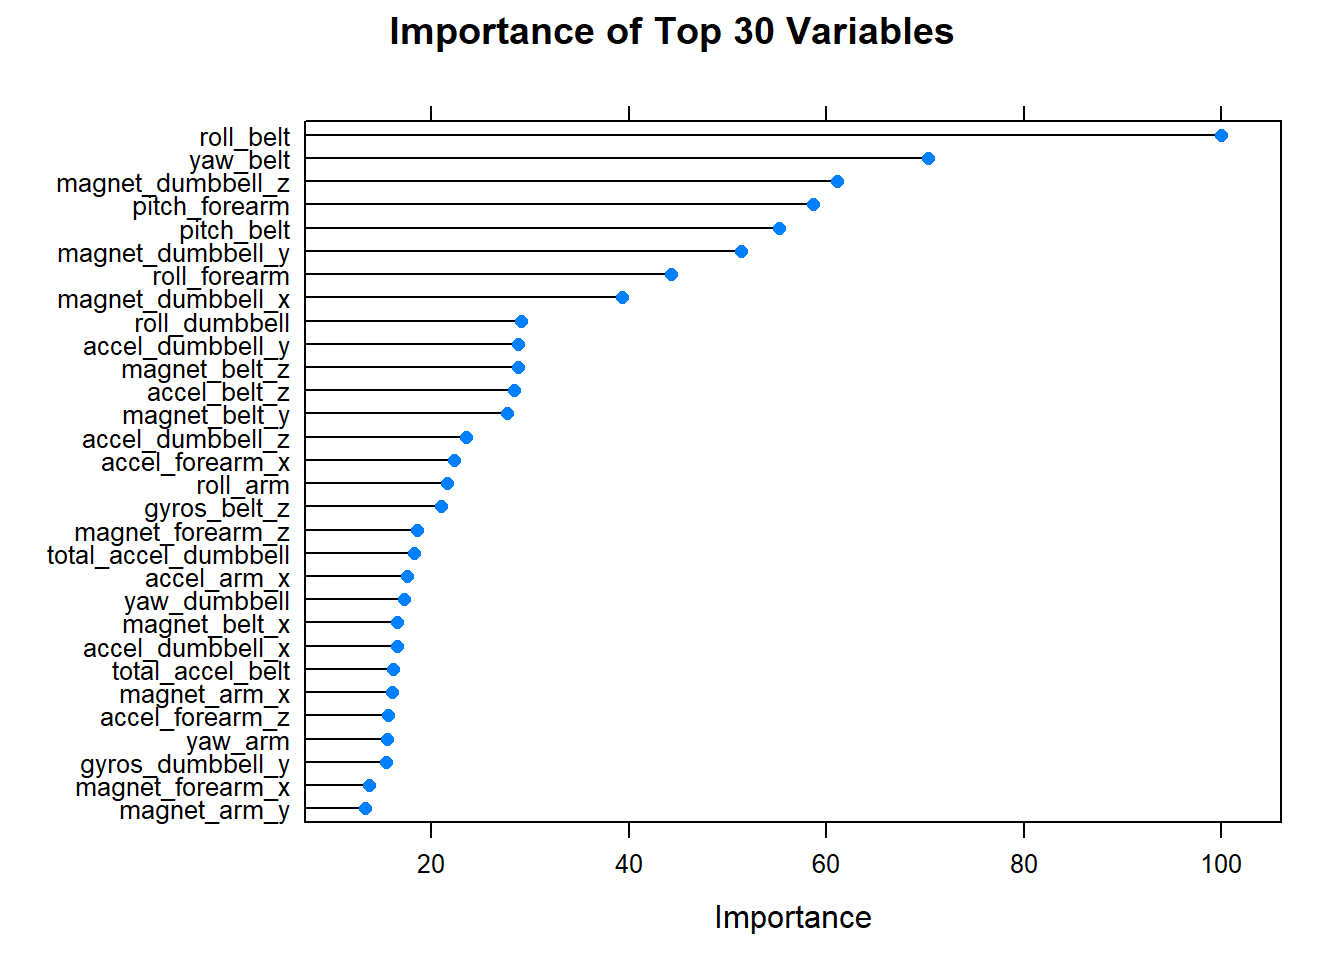 Importance of Top 30 Variables
roll_belt
yaw_belt
magnet_dumbbell_z
pitch_forearm
pitch_belt
magnet_dumbbell_y
roll_forearm
magnet_dumbbell_x
roll_dumbbell
accel_dumbbell_y
magnet_belt_z
accel_belt_z
magnet_belt_y
accel_dumbbell_z
accel_forearm_x
roll_arm
gyros_belt_z
magnet_forearm_z
total_accel_dumbbell
accel_arm_x
yaw_dumbbell
magnet_belt_x
accel_dumbbell_x
total_accel_belt
magnet_arm_x
accel_forearm_z
yaw_arm
gyros_dumbbell_y
magnet_forearm_x
magnet_arm_y
20 40 60 80 100
Importance